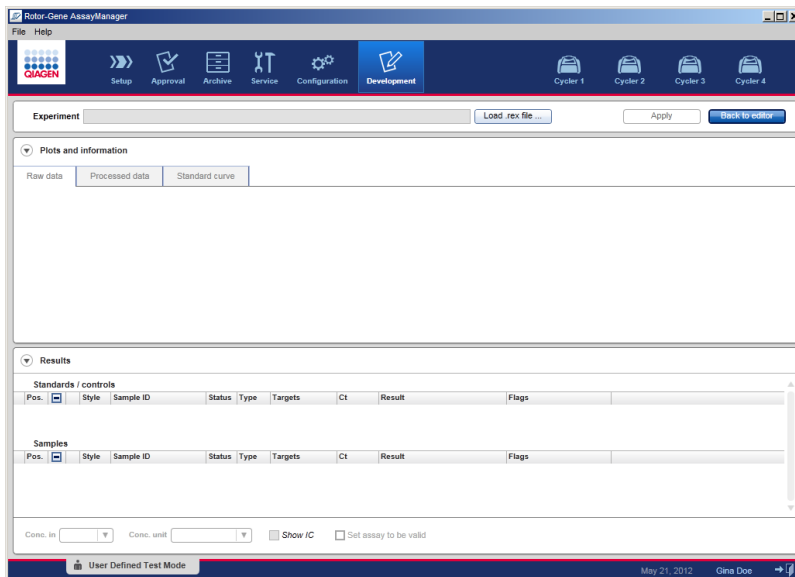 Rotor-Gene AssayManager
File Help
QIAGEN
Setup Approval Archive Service Configuration Development Cycler 1 Cycler 2 Cycler 3 Cycler 4
Experiment Load .rex file ... Apply Back to editor
Plots and information
Raw data Processed data Standard curve
Results
Standards / controls
Pos. Style Sample ID Status Type Targets Ct Result Flags
Samples
Pos. Style Sample ID Status Type Targets Ct Result Flags
Conc. in Conc. unit Show IC Set assay to be valid
User Defined Test Mode May 21, 2012 Gina Doe